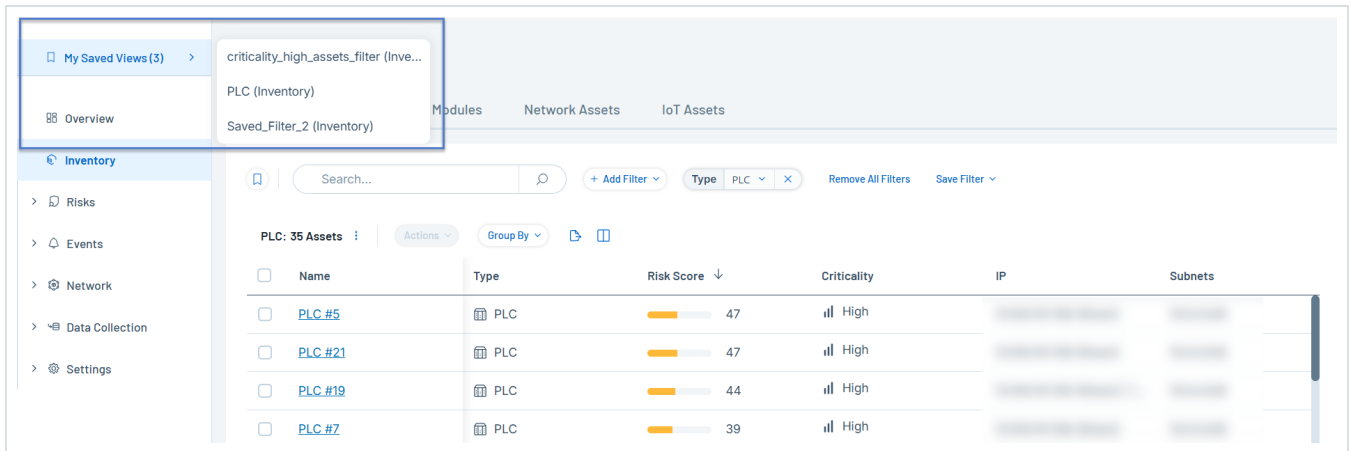 My Saved Views (3)
criticality_high_assets_filter (Inve...
PLC (Inventory)
Saved_Filter_2 (Inventory)
Overview
Inventory
Risks
Events
Network
Data Collection
Settings
Modules Network Assets IoT Assets
Search... + Add Filter Type PLC Remove All Filters Save Filter
PLC: 35 Assets Actions Group By
Name Type Risk Score Criticality IP Subnets
PLC #5 PLC 47 High
PLC #21 PLC 47 High
PLC #19 PLC 44 High
PLC #7 PLC 39 High